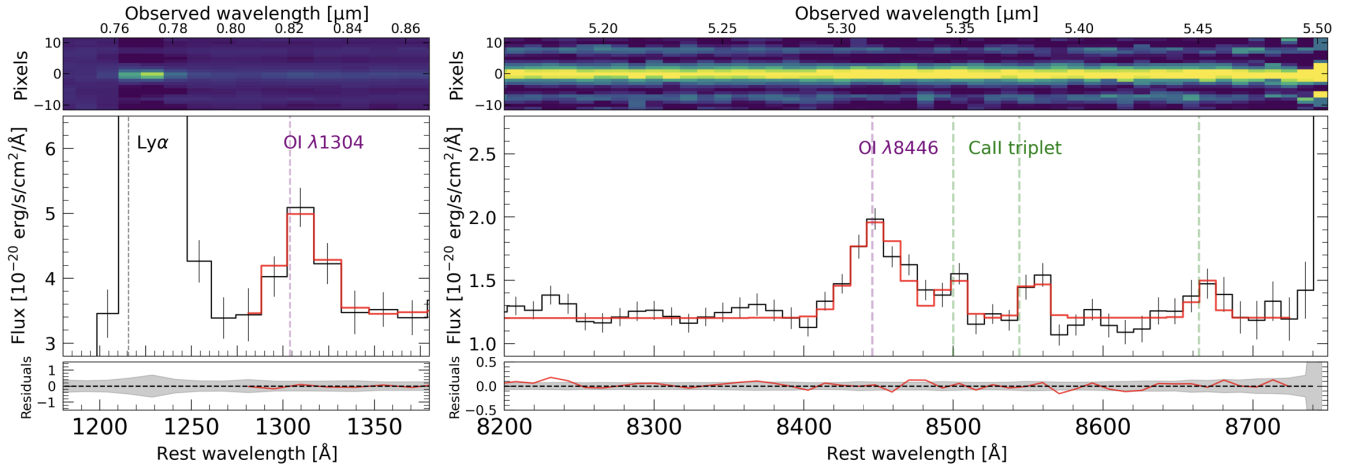 Observed wavelength [μm]
0.76 0.78 0.80 0.82 0.84 0.86
Pixels
10
0
−10
Flux [10⁻²⁰ erg/s/cm²/Å]
6
5
4
3
Lyα
OI λ1304
Residuals
0
−1
1200 1250 1300 1350
Rest wavelength [Å]
Observed wavelength [μm]
5.20 5.25 5.30 5.35 5.40 5.45 5.50
Pixels
10
0
−10
Flux [10⁻²⁰ erg/s/cm²/Å]
2.5
2.0
1.5
1.0
OI λ8446
CaII triplet
Residuals
0.5
0.0
−0.5
8200 8300 8400 8500 8600 8700
Rest wavelength [Å]